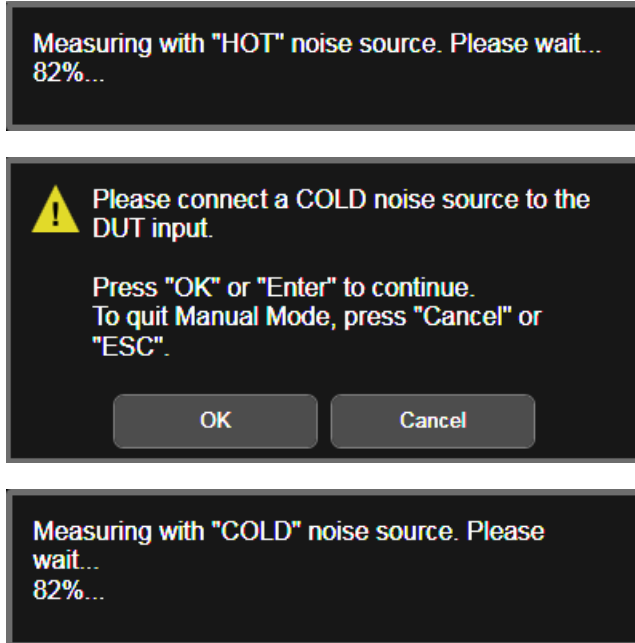 Measuring with "HOT" noise source. Please wait...
82%...
Please connect a COLD noise source to the
DUT input.
Press "OK" or "Enter" to continue.
To quit Manual Mode, press "Cancel" or
"ESC".
OK
Cancel
Measuring with "COLD" noise source. Please
wait...
82%...